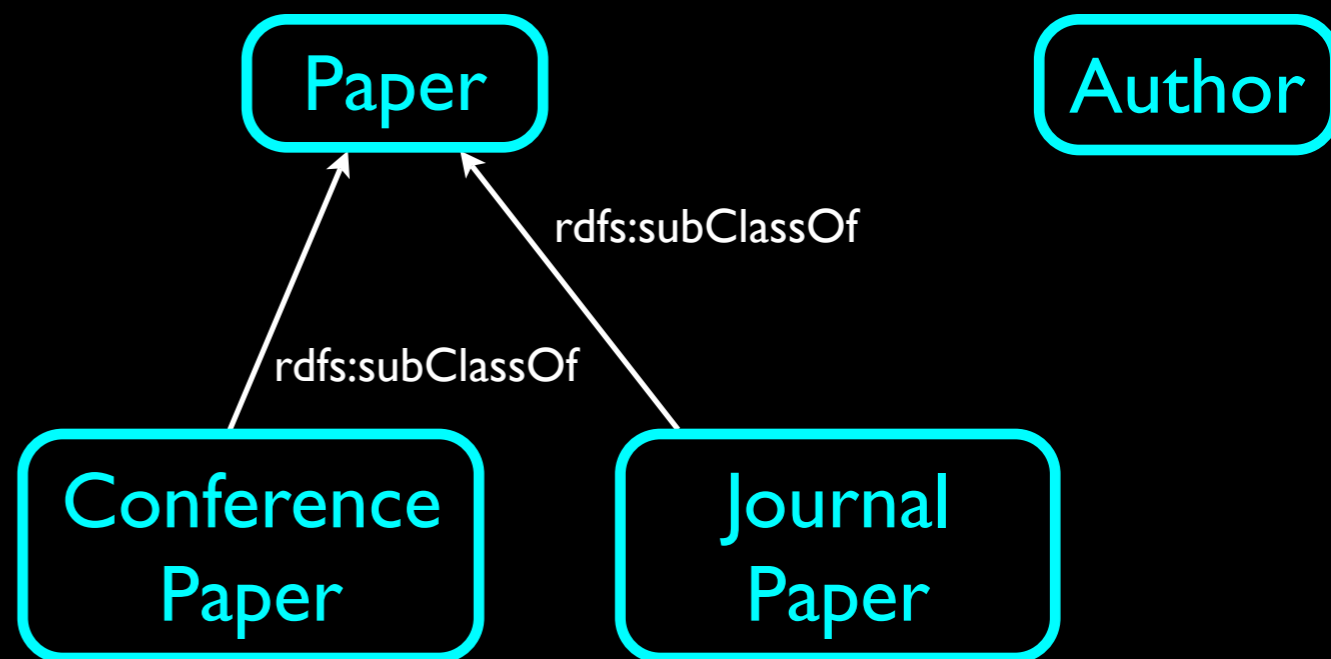 Paper
Author
rdfs:subClassOf
rdfs:subClassOf
Conference
Paper
Journal
Paper